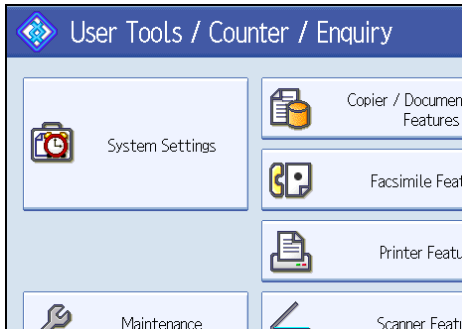 User Tools / Counter / Enquiry
System Settings
Copier / Documen
Features
Facsimile Feat
Printer Featu
Maintenance
Scanner Featu